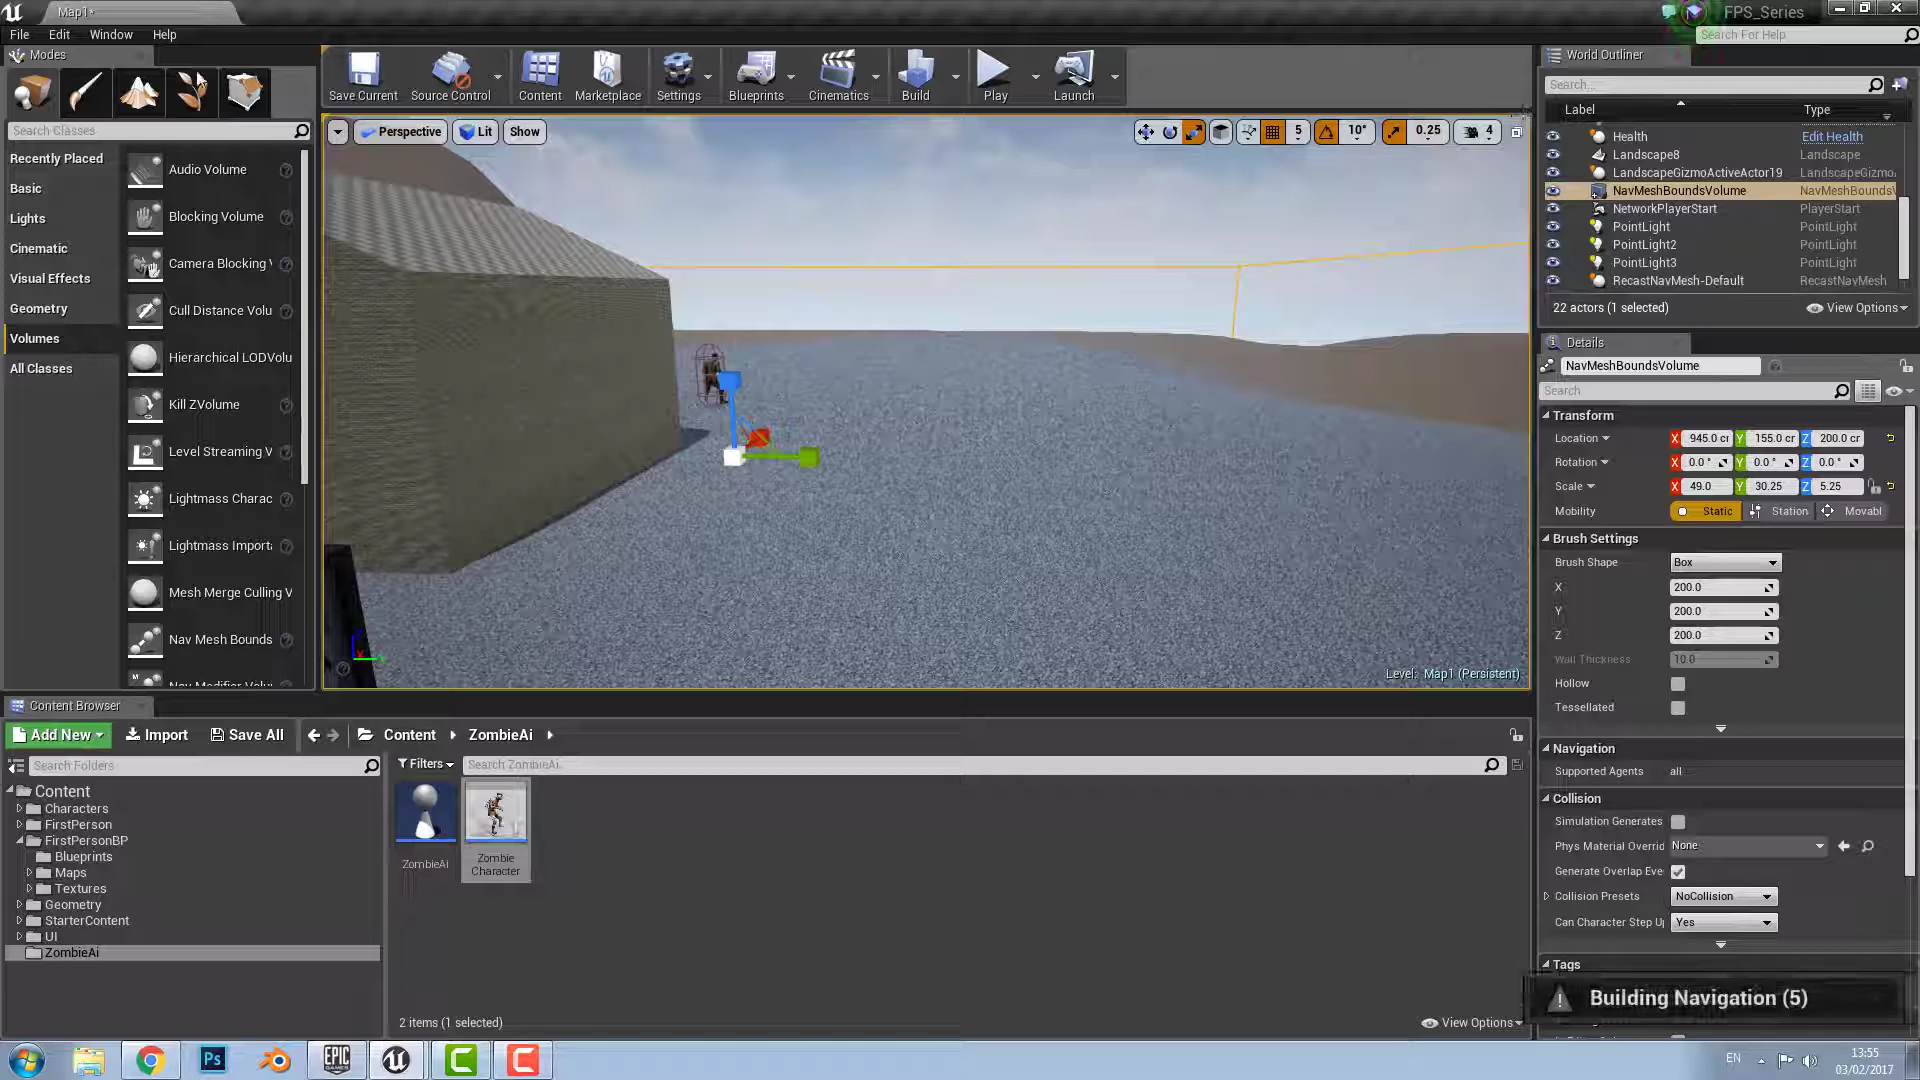 Map1*
FPS_Series
File
Edit
Window
Help
Search For Help
Modes
Search Classes
Recently Placed
Basic
Lights
Cinematic
Visual Effects
Geometry
Volumes
All Classes
Audio Volume
Blocking Volume
Camera Blocking V
Cull Distance Volu
Hierarchical LODVolu
Kill ZVolume
Level Streaming V
Lightmass Charac
Lightmass Importa
Mesh Merge Culling V
Nav Mesh Bounds
Save Current
Source Control
Content
Marketplace
Settings
Blueprints
Cinematics
Build
Play
Launch
Perspective
Lit
Show
5
10°
0.25
4
Level: Map1 (Persistent)
World Outliner
Search...
Label
Type
Health
Edit Health
Landscape8
Landscape
LandscapeGizmoActiveActor19
LandscapeGizmo
NavMeshBoundsVolume
NavMeshBoundsV
NetworkPlayerStart
PlayerStart
PointLight
PointLight
PointLight2
PointLight
PointLight3
PointLight
RecastNavMesh-Default
RecastNavMesh
22 actors (1 selected)
View Options
Details
NavMeshBoundsVolume
Search
Transform
Location
X 945.0 cr Y 155.0 cr Z 200.0 cr
Rotation
X 0.0 ° Y 0.0 ° Z 0.0 °
Scale
X 49.0 Y 30.25 Z 5.25
Mobility
Static
Station
Movabl
Brush Settings
Brush Shape
Box
X
200.0
Y
200.0
Z
200.0
Wall Thickness
10.0
Hollow
Tessellated
Navigation
Supported Agents
all
Collision
Simulation Generates
Phys Material Overrid
None
Generate Overlap Eve
Collision Presets
NoCollision
Can Character Step U
Yes
Tags
Building Navigation (5)
Content Browser
Add New
Import
Save All
Content
ZombieAi
Search Folders
Filters
Search ZombieAi
Content
Characters
FirstPerson
FirstPersonBP
Blueprints
Maps
Textures
Geometry
StarterContent
UI
ZombieAi
ZombieAi
Zombie
Character
2 items (1 selected)
View Options
Ps
EPIC
GAMES
EN
13:55
03/02/2017